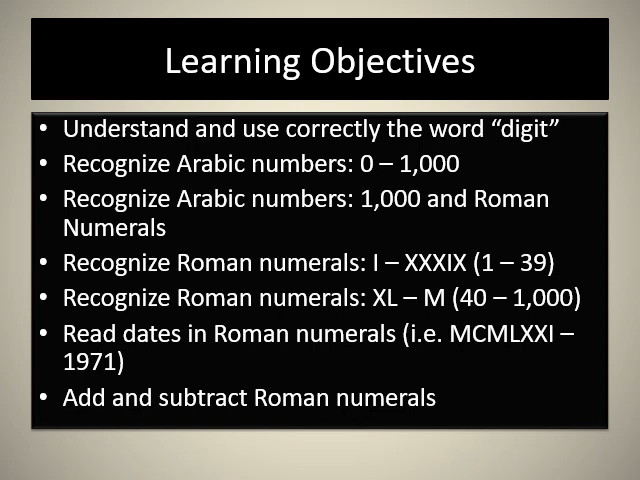 Learning Objectives
• Understand and use correctly the word “digit”
• Recognize Arabic numbers: 0 – 1,000
• Recognize Arabic numbers: 1,000 and Roman
Numerals
• Recognize Roman numerals: I – XXXIX (1 – 39)
• Recognize Roman numerals: XL – M (40 – 1,000)
• Read dates in Roman numerals (i.e. MCMLXXI –
1971)
• Add and subtract Roman numerals